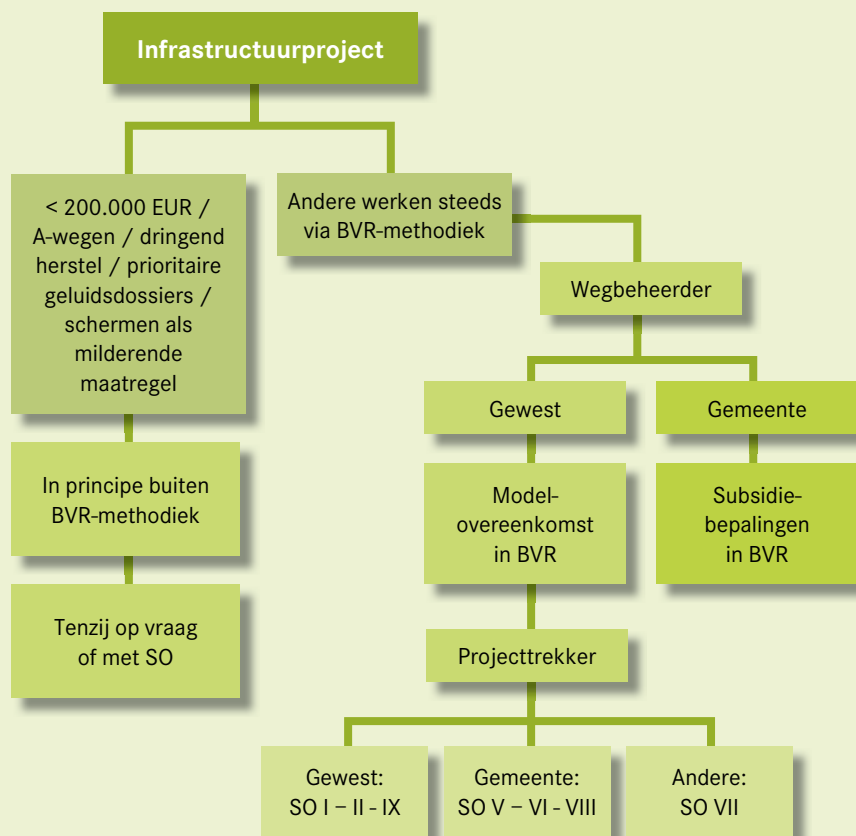 Infrastructuurproject
< 200.000 EUR /
A-wegen / dringend
herstel / prioritaire
geluidsdossiers /
schermen als
milderende
maatregel
In principe buiten
BVR-methodiek
Tenzij op vraag
of met SO
Andere werken steeds
via BVR-methodiek
Wegbeheerder
Gewest
Model-
overeenkomst
in BVR
Gemeente
Subsidie-
bepalingen
in BVR
Projecttrekker
Gewest:
SO I – II - IX
Gemeente:
SO V – VI - VIII
Andere:
SO VII